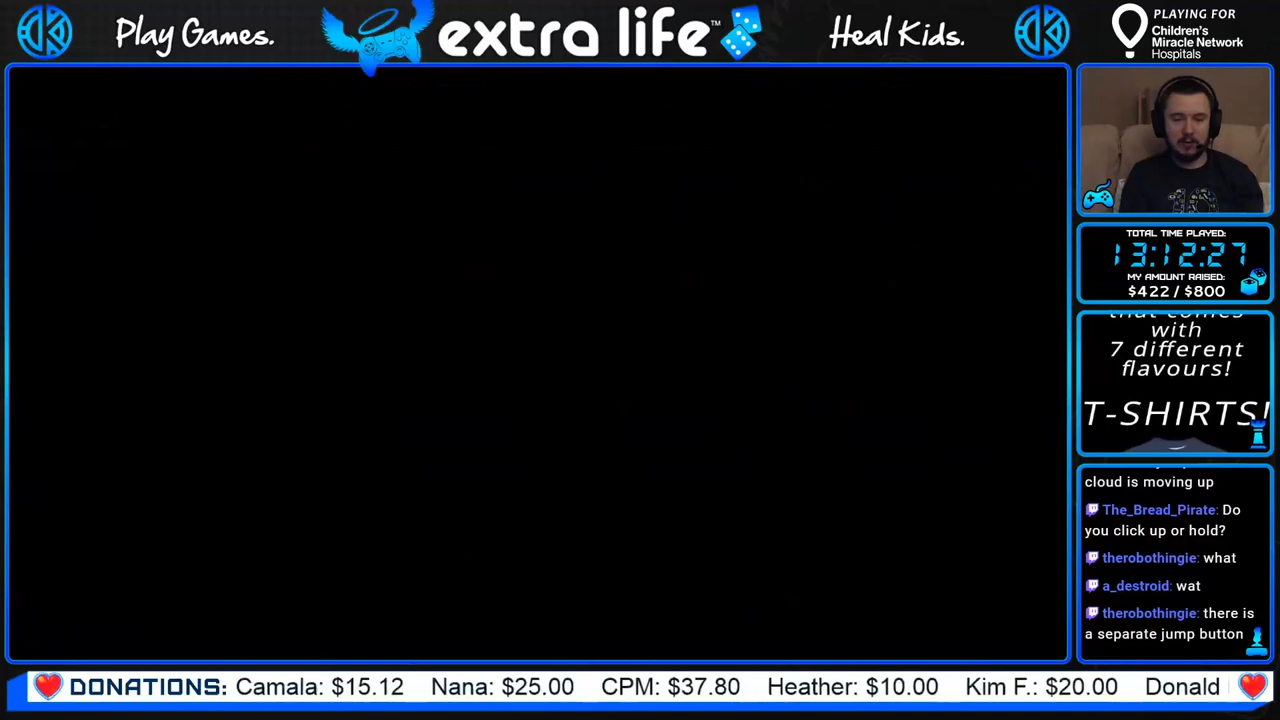 Play Games.
extra life™
Heal Kids.
PLAYING FOR
Children's
Miracle Network
Hospitals
TOTAL TIME PLAYED:
13:12:27
MY AMOUNT RAISED:
$422 / $800
that comes
with
7 different
flavours!
T-SHIRTS!
cloud is moving up
The_Bread_Pirate: Do
you click up or hold?
therobothingie: what
a_destroid: wat
therobothingie: there is
a separate jump button
DONATIONS: Camala: $15.12 Nana: $25.00 CPM: $37.80 Heather: $10.00 Kim F.: $20.00 Donald